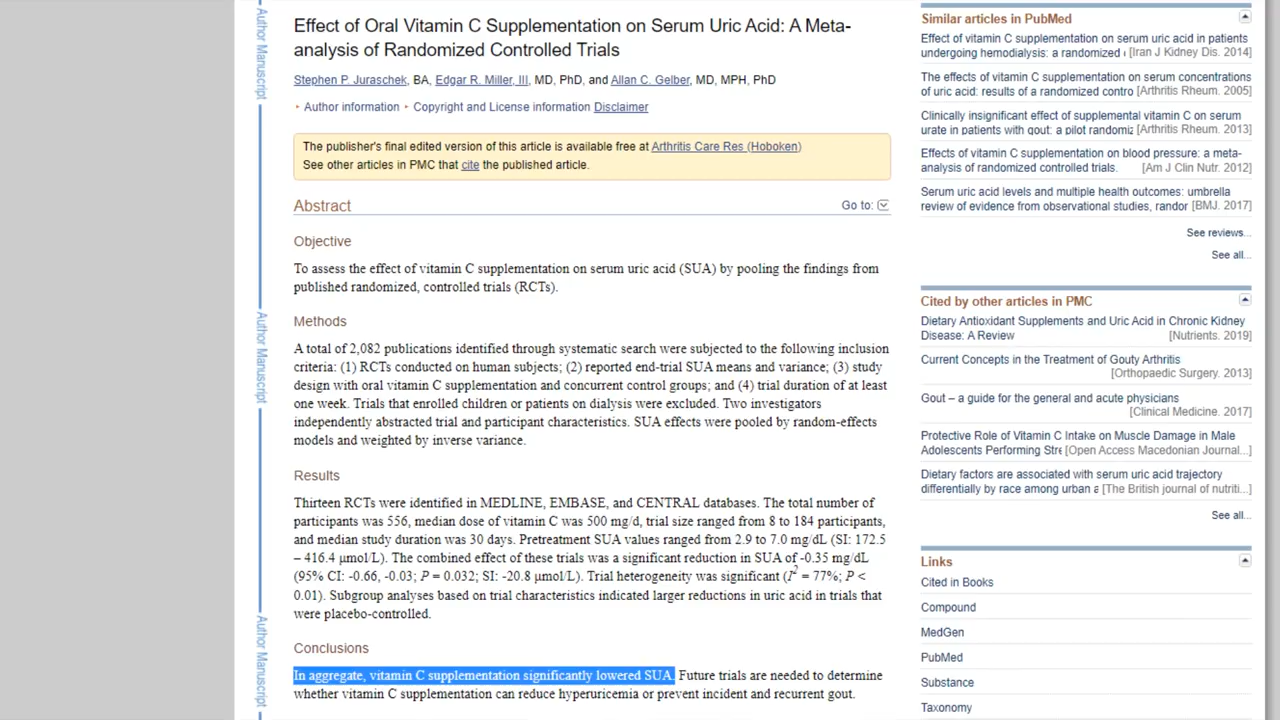 Effect of Oral Vitamin C Supplementation on Serum Uric Acid: A Meta-
analysis of Randomized Controlled Trials
Stephen P. Juraschek, BA, Edgar R. Miller, III, MD, PhD, and Allan C. Gelber, MD, MPH, PhD
Author information Copyright and License information Disclaimer
The publisher's final edited version of this article is available free at Arthritis Care Res (Hoboken)
See other articles in PMC that cite the published article.
Abstract
Go to:
Objective
To assess the effect of vitamin C supplementation on serum uric acid (SUA) by pooling the findings from
published randomized, controlled trials (RCTs).
Methods
A total of 2,082 publications identified through systematic search were subjected to the following inclusion
criteria: (1) RCTs conducted on human subjects; (2) reported end-trial SUA means and variance; (3) study
design with oral vitamin C supplementation and concurrent control groups; and (4) trial duration of at least
one week. Trials that enrolled children or patients on dialysis were excluded. Two investigators
independently abstracted trial and participant characteristics. SUA effects were pooled by random-effects
models and weighted by inverse variance.
Results
Thirteen RCTs were identified in MEDLINE, EMBASE, and CENTRAL databases. The total number of
participants was 556, median dose of vitamin C was 500 mg/d, trial size ranged from 8 to 184 participants,
and median study duration was 30 days. Pretreatment SUA values ranged from 2.9 to 7.0 mg/dL (SI: 172.5
– 416.4 μmol/L). The combined effect of these trials was a significant reduction in SUA of -0.35 mg/dL
(95% CI: -0.66, -0.03; P = 0.032; SI: -20.8 μmol/L). Trial heterogeneity was significant (I² = 77%; P <
0.01). Subgroup analyses based on trial characteristics indicated larger reductions in uric acid in trials that
were placebo-controlled.
Conclusions
In aggregate, vitamin C supplementation significantly lowered SUA. Future trials are needed to determine
whether vitamin C supplementation can reduce hyperuricemia or prevent incident and recurrent gout.
Author Manuscript
Author Manuscript
Author Manuscript
Similar articles in PubMed
Effect of vitamin C supplementation on serum uric acid in patients
undergoing hemodialysis: a randomized [Iran J Kidney Dis. 2014]
The effects of vitamin C supplementation on serum concentrations
of uric acid: results of a randomized contro [Arthritis Rheum. 2005]
Clinically insignificant effect of supplemental vitamin C on serum
urate in patients with gout: a pilot randomiz [Arthritis Rheum. 2013]
Effects of vitamin C supplementation on blood pressure: a meta-
analysis of randomized controlled trials. [Am J Clin Nutr. 2012]
Serum uric acid levels and multiple health outcomes: umbrella
review of evidence from observational studies, randor [BMJ. 2017]
See reviews...
See all...
Cited by other articles in PMC
Dietary Antioxidant Supplements and Uric Acid in Chronic Kidney
Disease: A Review [Nutrients. 2019]
Current Concepts in the Treatment of Gouty Arthritis
[Orthopaedic Surgery. 2013]
Gout – a guide for the general and acute physicians
[Clinical Medicine. 2017]
Protective Role of Vitamin C Intake on Muscle Damage in Male
Adolescents Performing Stre [Open Access Macedonian Journal...]
Dietary factors are associated with serum uric acid trajectory
differentially by race among urban a [The British journal of nutriti...]
See all...
Links
Cited in Books
Compound
MedGen
PubMed
Substance
Taxonomy